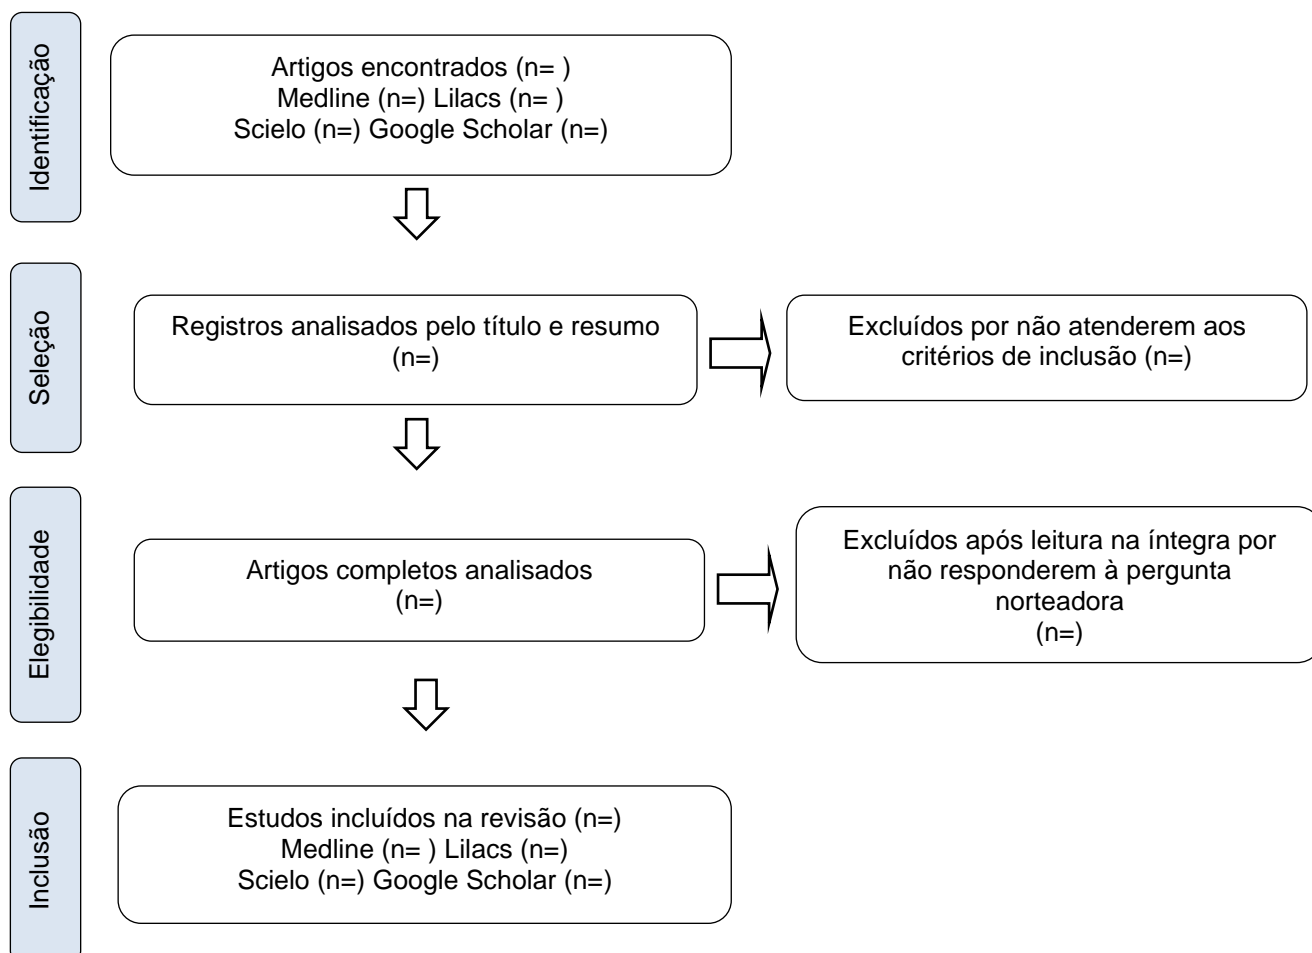 Identificação
Artigos encontrados (n= )
Medline (n=) Lilacs (n= )
Scielo (n=) Google Scholar (n=)
Seleção
Registros analisados pelo título e resumo
(n=)
Excluídos por não atenderem aos
critérios de inclusão (n=)
Elegibilidade
Artigos completos analisados
(n=)
Excluídos após leitura na íntegra por
não responderem à pergunta
norteadora
(n=)
Inclusão
Estudos incluídos na revisão (n=)
Medline (n= ) Lilacs (n=)
Scielo (n=) Google Scholar (n=)